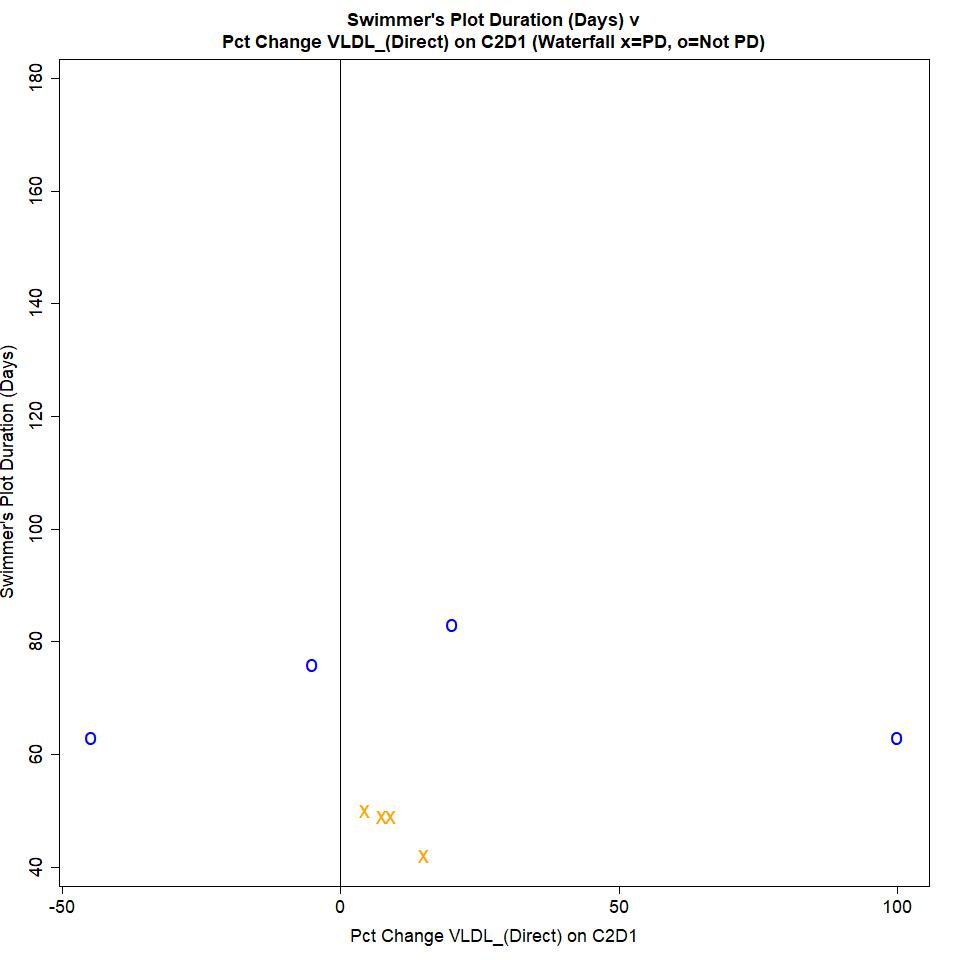 Swimmer's Plot Duration (Days) v
Pct Change VLDL_(Direct) on C2D1 (Waterfall x=PD, o=Not PD)
Swimmer's Plot Duration (Days)
180
160
140
120
100
80
60
40
O
O
O
O
X
XX
X
-50
0
50
100
Pct Change VLDL_(Direct) on C2D1